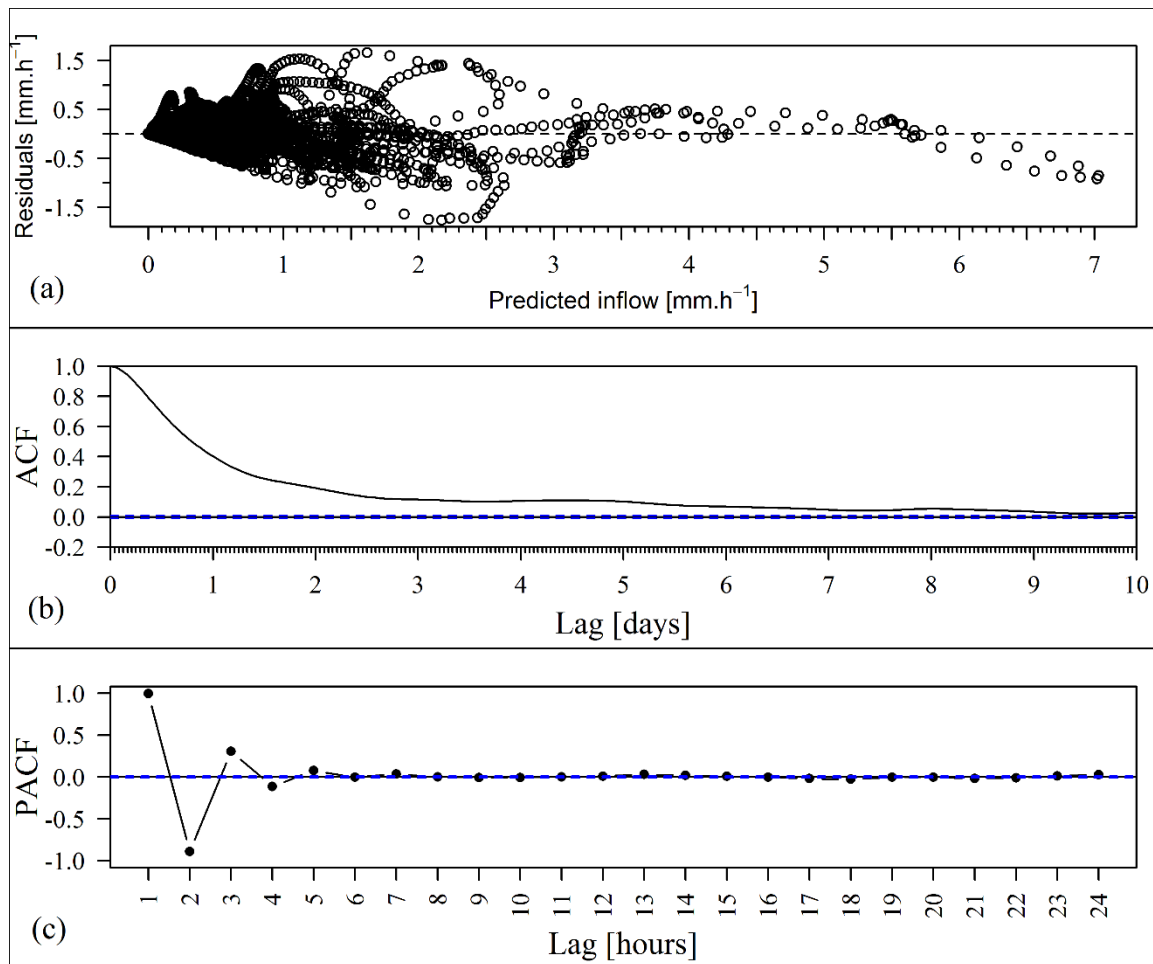 Residuals [mm.h⁻¹]
1.5
0.5
-0.5
-1.5
0 1 2 3 4 5 6 7
Predicted inflow [mm.h⁻¹]
(a)
ACF
1.0
0.8
0.6
0.4
0.2
0.0
-0.2
0 1 2 3 4 5 6 7 8 9 10
Lag [days]
(b)
PACF
1.0
0.5
0.0
-0.5
-1.0
1 2 3 4 5 6 7 8 9 10 11 12 13 14 15 16 17 18 19 20 21 22 23 24
Lag [hours]
(c)